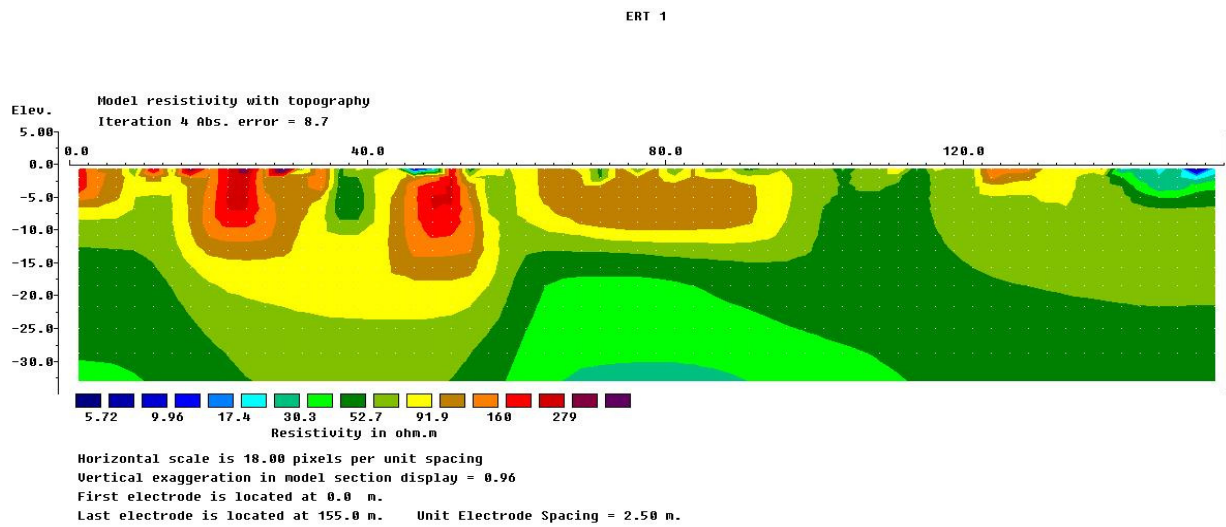 ERT 1
Model resistivity with topography
Elev.
Iteration 4 Abs. error = 8.7
5.00
0.0 40.0 80.0 120.0
0.0
-5.0
-10.0
-15.0
-20.0
-25.0
-30.0
5.72 9.96 17.4 30.3 52.7 91.9 160 279
Resistivity in ohm.m
Horizontal scale is 18.00 pixels per unit spacing
Vertical exaggeration in model section display = 0.96
First electrode is located at 0.0 m.
Last electrode is located at 155.0 m. Unit Electrode Spacing = 2.50 m.